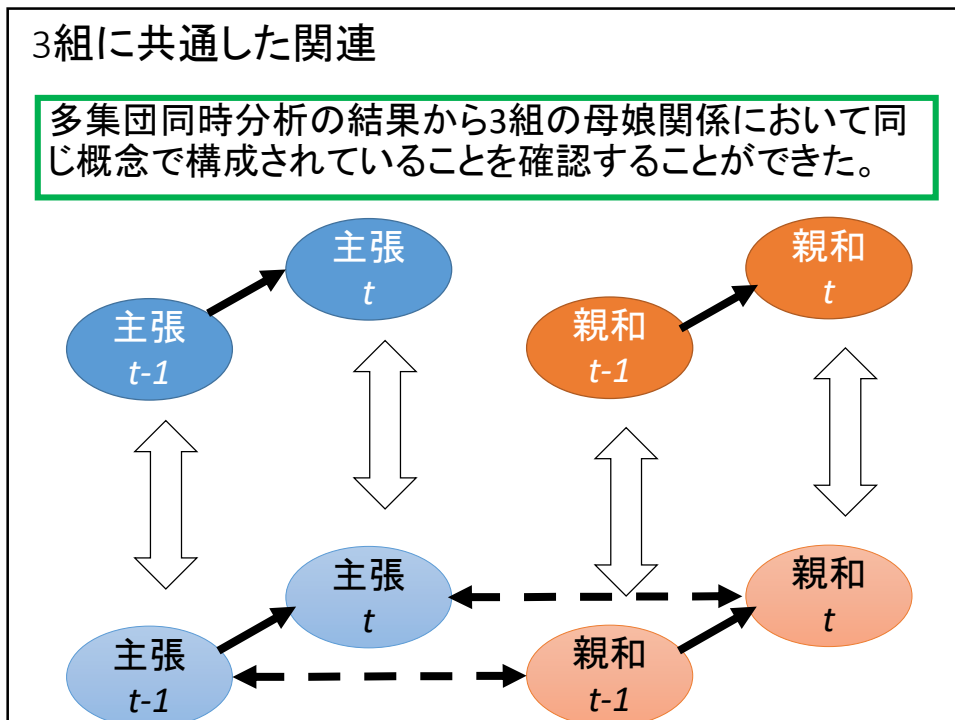 3組に共通した関連
多集団同時分析の結果から3組の母娘関係において同
じ概念で構成されていることを確認することができた。
主張
t
親和
t
主張
t-1
親和
t-1
主張
t
親和
t
主張
t-1
親和
t-1